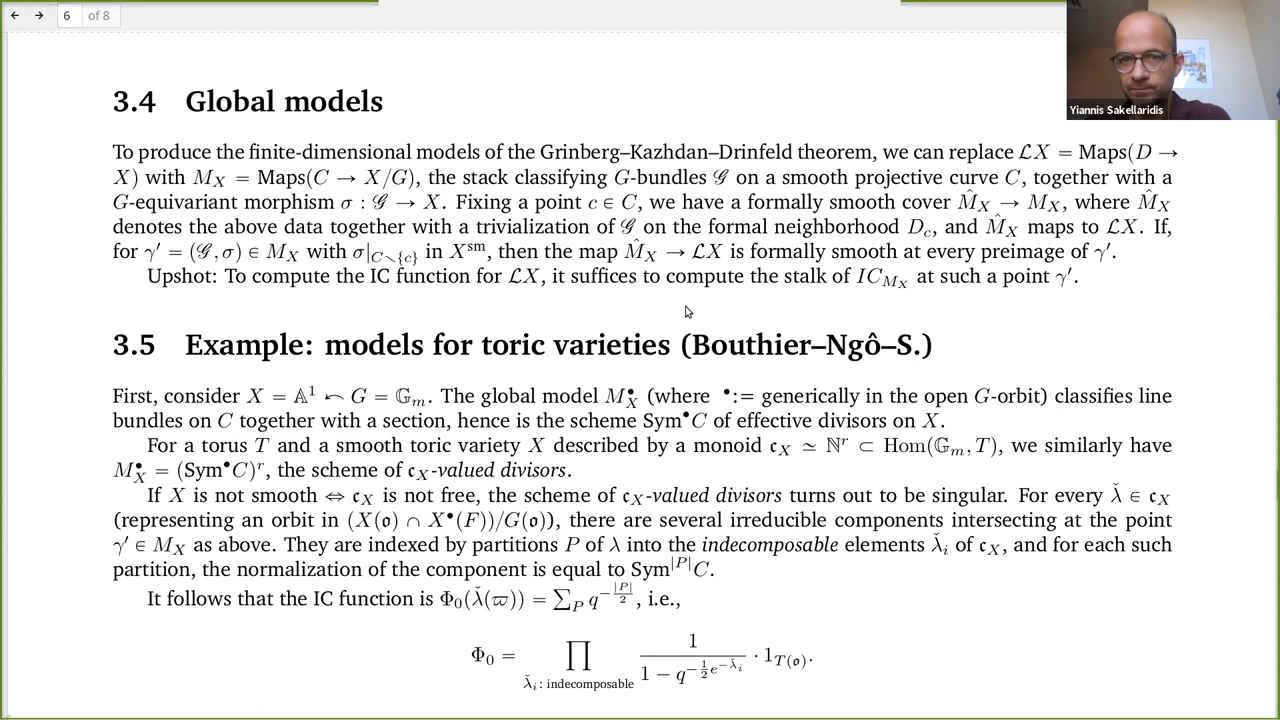 6 of 8
Yiannis Sakellaridis
3.4 Global models
To produce the finite-dimensional models of the Grinberg–Kazhdan–Drinfeld theorem, we can replace ℒX = Maps(D →
X) with M_X = Maps(C → X/G), the stack classifying G-bundles 𝒢 on a smooth projective curve C, together with a
G-equivariant morphism σ : 𝒢 → X. Fixing a point c ∈ C, we have a formally smooth cover M̂_X → M_X, where M̂_X
denotes the above data together with a trivialization of 𝒢 on the formal neighborhood D_c, and M̂_X maps to ℒX. If,
for γ′ = (𝒢, σ) ∈ M_X with σ|_{C∖{c}} in X^{sm}, then the map M̂_X → ℒX is formally smooth at every preimage of γ′.
Upshot: To compute the IC function for ℒX, it suffices to compute the stalk of IC_{M_X} at such a point γ′.
3.5 Example: models for toric varieties (Bouthier–Ngô–S.)
First, consider X = 𝔸¹ ↶ G = 𝔾_m. The global model M_X^• (where •:= generically in the open G-orbit) classifies line
bundles on C together with a section, hence is the scheme Sym^•C of effective divisors on X.
For a torus T and a smooth toric variety X described by a monoid 𝔠_X ≃ ℕ^r ⊂ Hom(𝔾_m, T), we similarly have
M_X^• = (Sym^•C)^r, the scheme of 𝔠_X-valued divisors.
If X is not smooth ⇔ 𝔠_X is not free, the scheme of 𝔠_X-valued divisors turns out to be singular. For every λ̌ ∈ 𝔠_X
(representing an orbit in (X(𝔬) ∩ X^•(F))/G(𝔬)), there are several irreducible components intersecting at the point
γ′ ∈ M_X as above. They are indexed by partitions P of λ into the indecomposable elements λ̌_i of 𝔠_X, and for each such
partition, the normalization of the component is equal to Sym^{|P|}C.
It follows that the IC function is Φ_0(λ̌(ϖ)) = ∑_P q^{−|P|/2}, i.e.,
Φ_0 = ∏_{λ̌_i: indecomposable} 1/(1 − q^{−1/2}e^{−λ̌_i}) · 1_{T(𝔬)}.